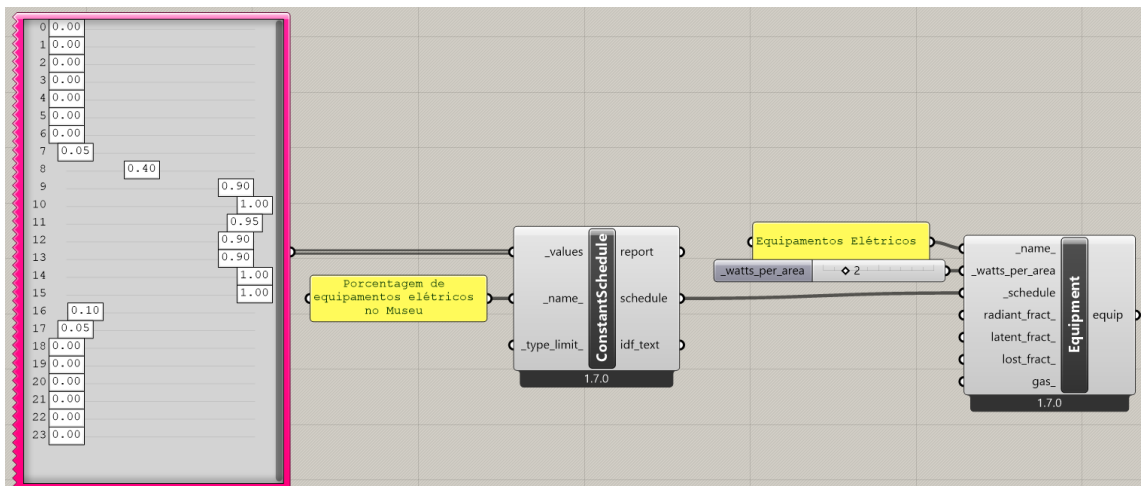 0 0.00
1 0.00
2 0.00
3 0.00
4 0.00
5 0.00
6 0.00
7 0.05
8 0.40
9 0.90
10 1.00
11 0.95
12 0.90
13 0.90
14 1.00
15 1.00
16 0.10
17 0.05
18 0.00
19 0.00
20 0.00
21 0.00
22 0.00
23 0.00
Porcentagem de
equipamentos elétricos
no Museu
_values
_name_
_type_limit_
ConstantSchedule
report
schedule
idf_text
1.7.0
Equipamentos Elétricos
_watts_per_area
2
_name_
_watts_per_area
_schedule
radiant_fract_
latent_fract_
lost_fract_
gas_
Equipment
equip
1.7.0